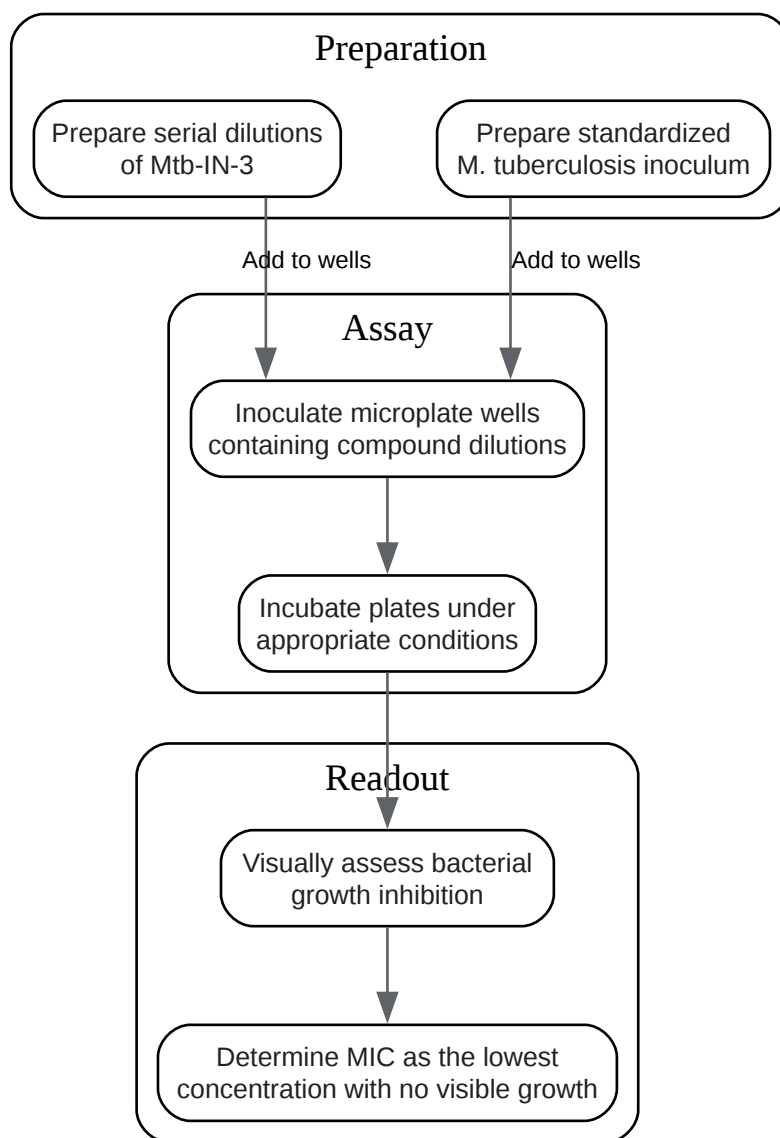 Preparation
Prepare serial dilutions
of Mtb-IN-3
Prepare standardized
M. tuberculosis inoculum
Add to wells
Add to wells
Assay
Inoculate microplate wells
containing compound dilutions
Incubate plates under
appropriate conditions
Readout
Visually assess bacterial
growth inhibition
Determine MIC as the lowest
concentration with no visible growth